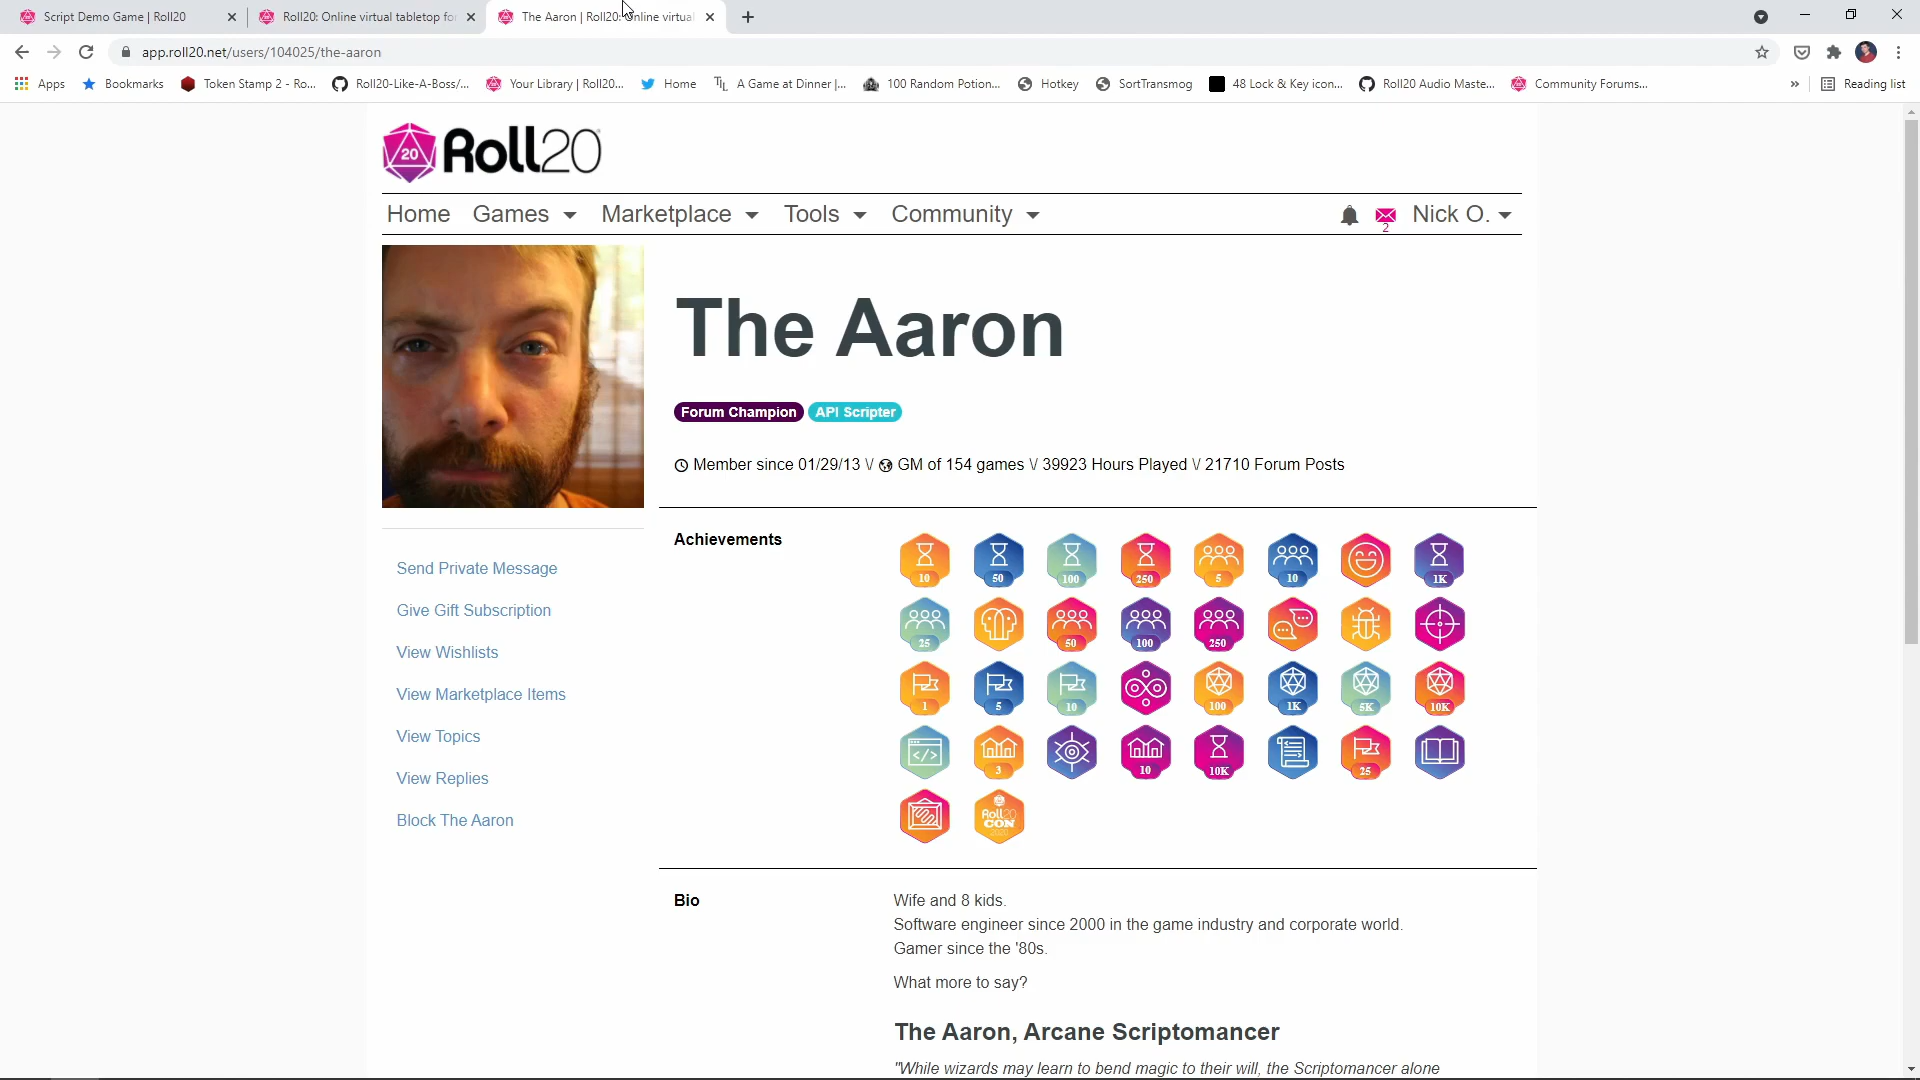 Script Demo Game | Roll20
Roll20: Online virtual tabletop fo
The Aaron | Roll20: Online virtual
app.roll20.net/users/104025/the-aaron
Apps
Bookmarks
Token Stamp 2 - Ro...
Roll20-Like-A-Boss/...
Your Library | Roll20...
Home
A Game at Dinner |...
100 Random Potion...
Hotkey
SortTransmog
48 Lock & Key icon...
Roll20 Audio Maste...
Community Forums...
»
Reading list
20 Roll20
Home
Games
Marketplace
Tools
Community
2
Nick O.
The Aaron
Forum Champion
API Scripter
Member since 01/29/13 \/ GM of 154 games \/ 39923 Hours Played \/ 21710 Forum Posts
Send Private Message
Give Gift Subscription
View Wishlists
View Marketplace Items
View Topics
View Replies
Block The Aaron
Achievements
10 50 100 250 5 10 1K
25 50 100 250
1 5 10 100 1K 5K 10K
</> 3 10 10K 25
Roll20
CON
Bio
Wife and 8 kids.
Software engineer since 2000 in the game industry and corporate world.
Gamer since the '80s.
What more to say?
The Aaron, Arcane Scriptomancer
"While wizards may learn to bend magic to their will, the Scriptomancer alone